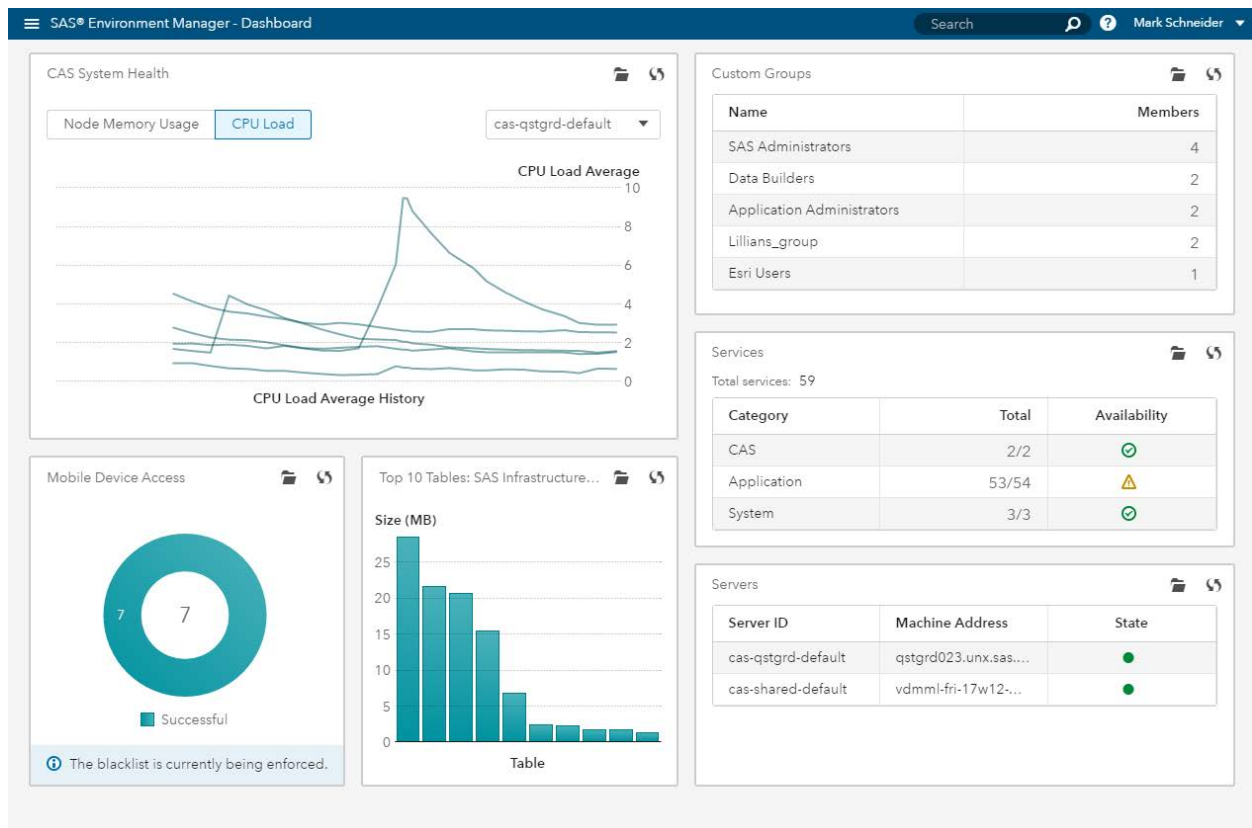 SAS® Environment Manager - Dashboard
Search
?
Mark Schneider
CAS System Health
Node Memory Usage
CPU Load
cas-qstgrd-default
CPU Load Average
10
8
6
4
2
0
CPU Load Average History
Mobile Device Access
7
7
Successful
The blacklist is currently being enforced.
Top 10 Tables: SAS Infrastructure...
Size (MB)
25
20
15
10
5
0
Table
Custom Groups
Name Members
SAS Administrators 4
Data Builders 2
Application Administrators 2
Lillians_group 2
Esri Users 1
Services
Total services: 59
Category Total Availability
CAS 2/2
Application 53/54
System 3/3
Servers
Server ID Machine Address State
cas-qstgrd-default qstgrd023.unx.sas....
cas-shared-default vdmml-fri-17w12-...